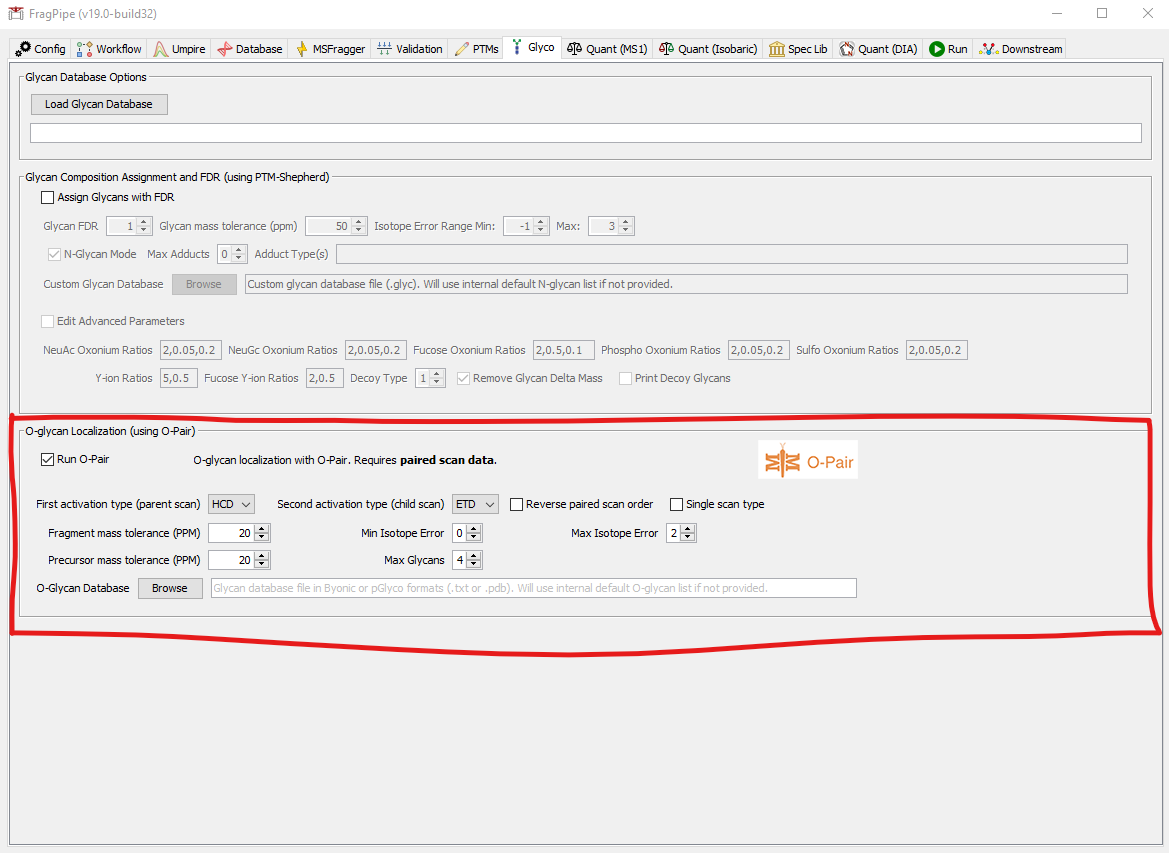 FragPipe (v19.0-build32)
Config Workflow Umpire Database MSFragger Validation PTMs Glyco Quant (MS1) Quant (Isobaric) Spec Lib Quant (DIA) Run Downstream
Glycan Database Options
Load Glycan Database
Glycan Composition Assignment and FDR (using PTM-Shepherd)
Assign Glycans with FDR
Glycan FDR 1 Glycan mass tolerance (ppm) 50 Isotope Error Range Min: -1 Max: 3
N-Glycan Mode Max Adducts 0 Adduct Type(s)
Custom Glycan Database Browse Custom glycan database file (.glyc). Will use internal default N-glycan list if not provided.
Edit Advanced Parameters
NeuAc Oxonium Ratios 2,0.05,0.2 NeuGc Oxonium Ratios 2,0.05,0.2 Fucose Oxonium Ratios 2,0.5,0.1 Phospho Oxonium Ratios 2,0.05,0.2 Sulfo Oxonium Ratios 2,0.05,0.2
Y-ion Ratios 5,0.5 Fucose Y-ion Ratios 2,0.5 Decoy Type 1 Remove Glycan Delta Mass Print Decoy Glycans
O-glycan Localization (using O-Pair)
Run O-Pair O-glycan localization with O-Pair. Requires paired scan data. O-Pair
First activation type (parent scan) HCD Second activation type (child scan) ETD Reverse paired scan order Single scan type
Fragment mass tolerance (PPM) 20 Min Isotope Error 0 Max Isotope Error 2
Precursor mass tolerance (PPM) 20 Max Glycans 4
O-Glycan Database Browse Glycan database file in Byonic or pGlyco formats (.txt or .pdb). Will use internal default O-glycan list if not provided.